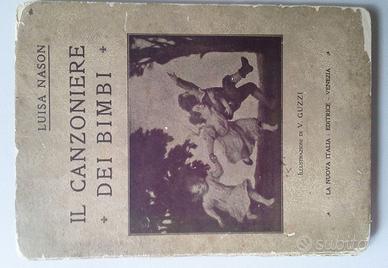 LUISA NASON
IL CANZONIERE
DEI BIMBI
ILLUSTRAZIONI DI V. GUZZI
LA NUOVA ITALIA - EDITRICE - VENEZIA
subito